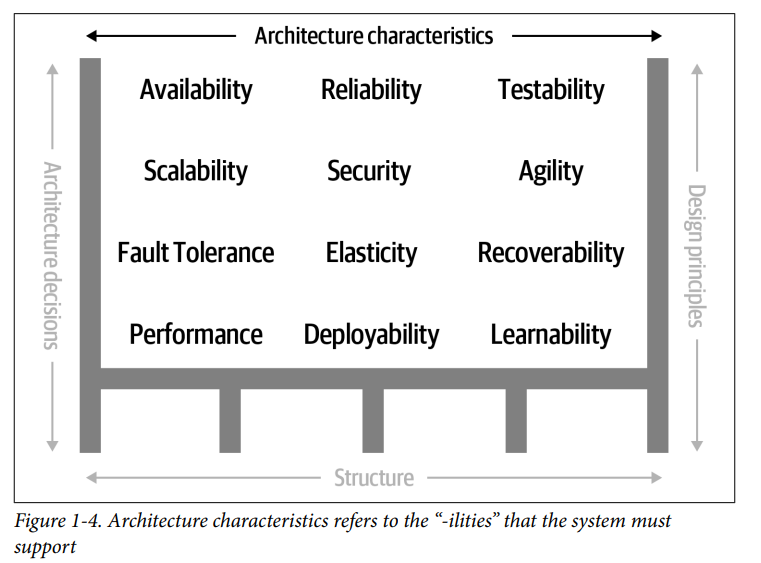 Architecture characteristics
Availability Reliability Testability
Scalability Security Agility
Fault Tolerance Elasticity Recoverability
Performance Deployability Learnability
Architecture decisions
Design principles
Structure
Figure 1-4. Architecture characteristics refers to the “-ilities” that the system must
support